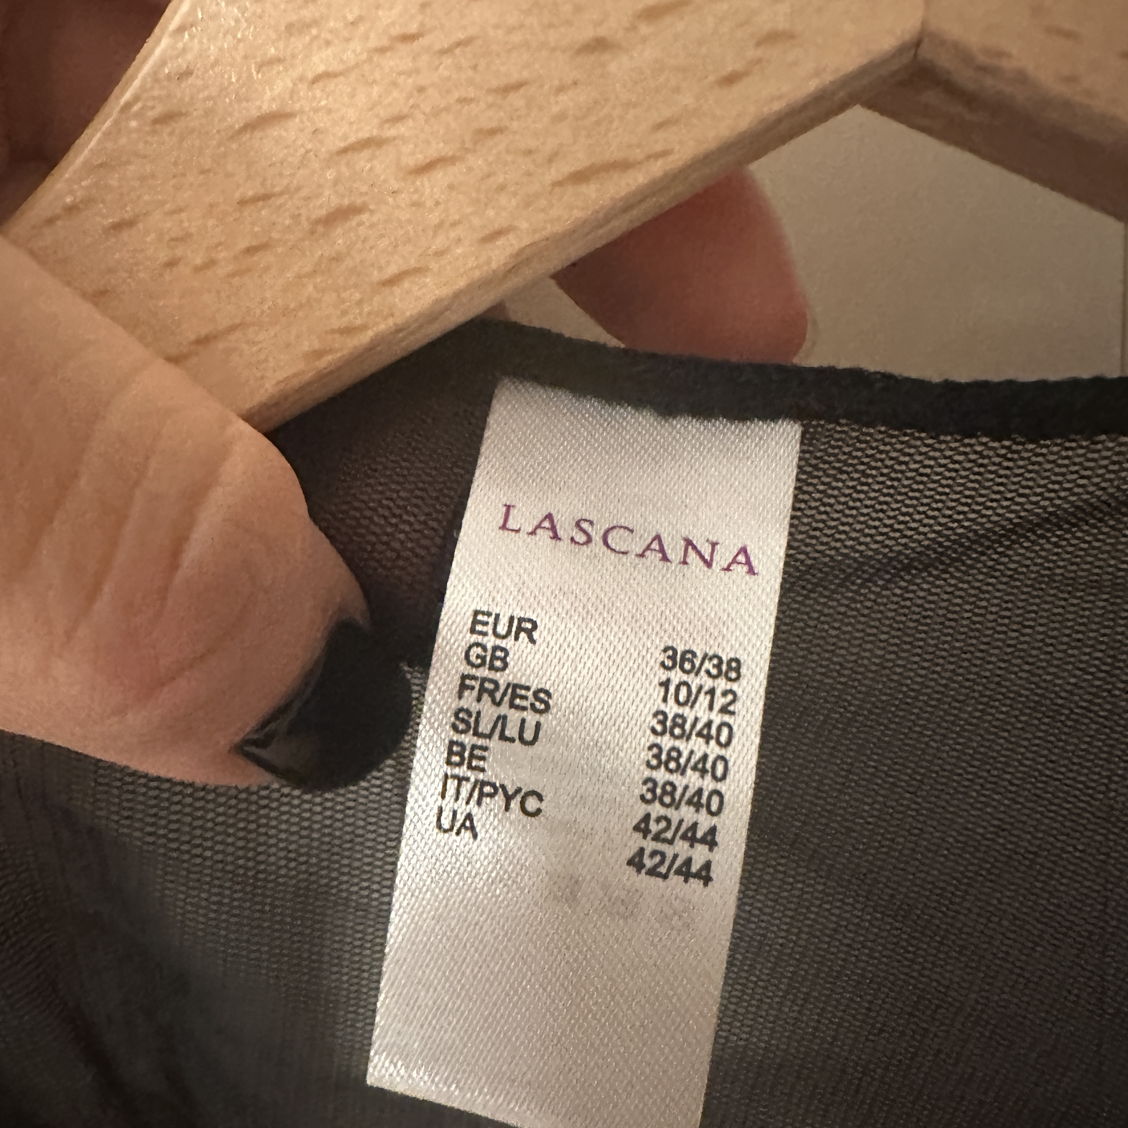 LASCANA
EUR 36/38
GB 10/12
FR/ES 38/40
SL/LU 38/40
BE 38/40
IT/PYC 42/44
UA 42/44